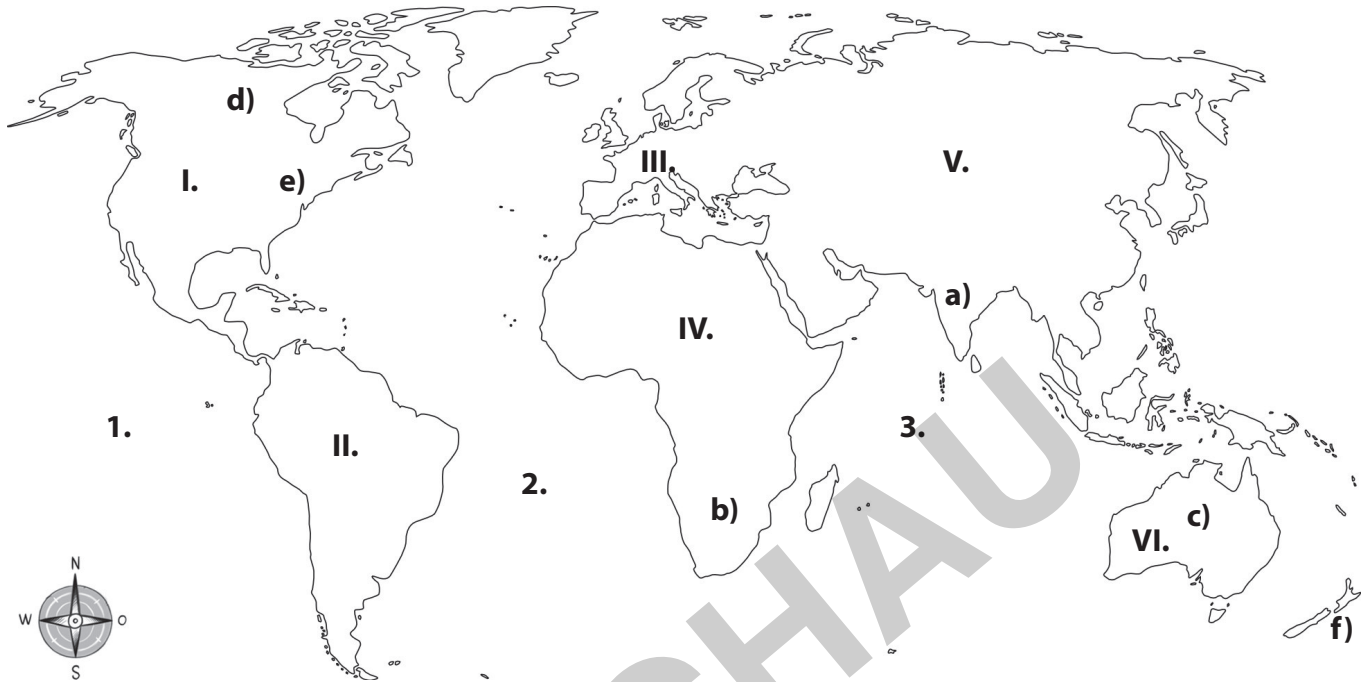 d)
I.
e)
III.
V.
a)
IV.
1.
II.
2.
3.
b)
c)
VI.
f)
N
W O
S
SCHAU